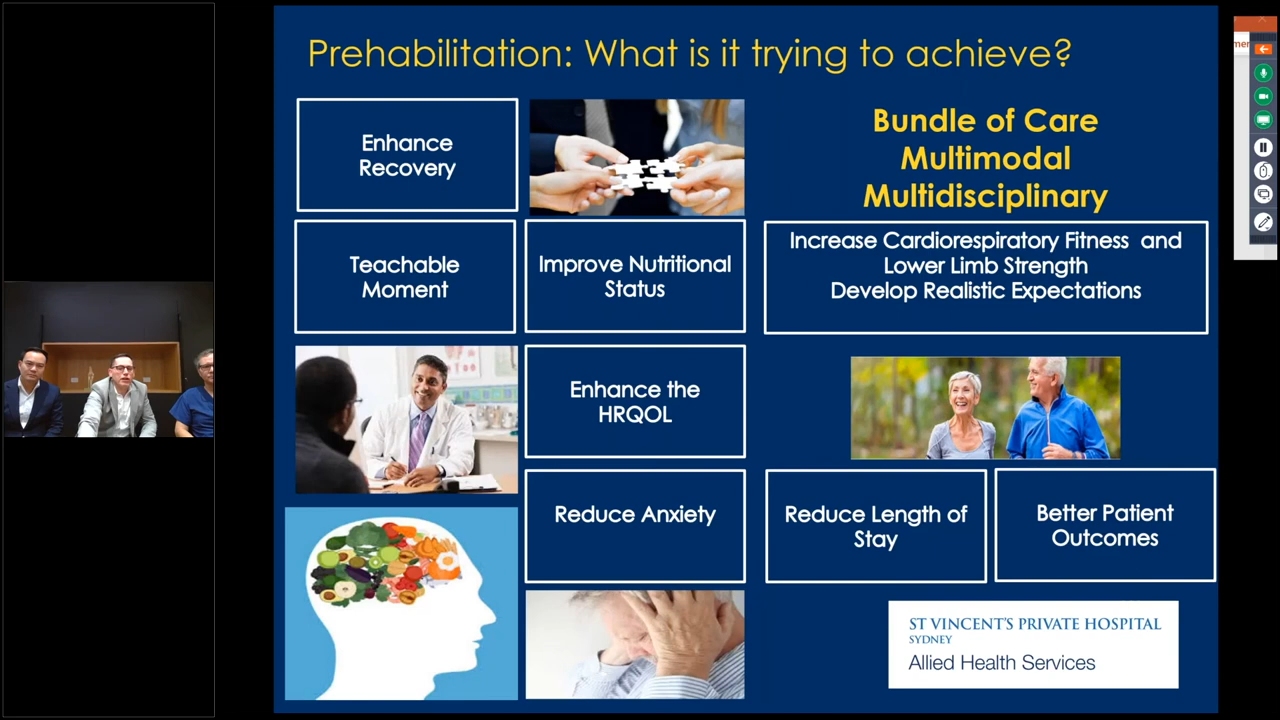 Prehabilitation: What is it trying to achieve?
Enhance
Recovery
Bundle of Care
Multimodal
Multidisciplinary
Teachable
Moment
Improve Nutritional
Status
Increase Cardiorespiratory Fitness and
Lower Limb Strength
Develop Realistic Expectations
Enhance the
HRQOL
Reduce Anxiety
Reduce Length of
Stay
Better Patient
Outcomes
ST VINCENT'S PRIVATE HOSPITAL
SYDNEY
Allied Health Services